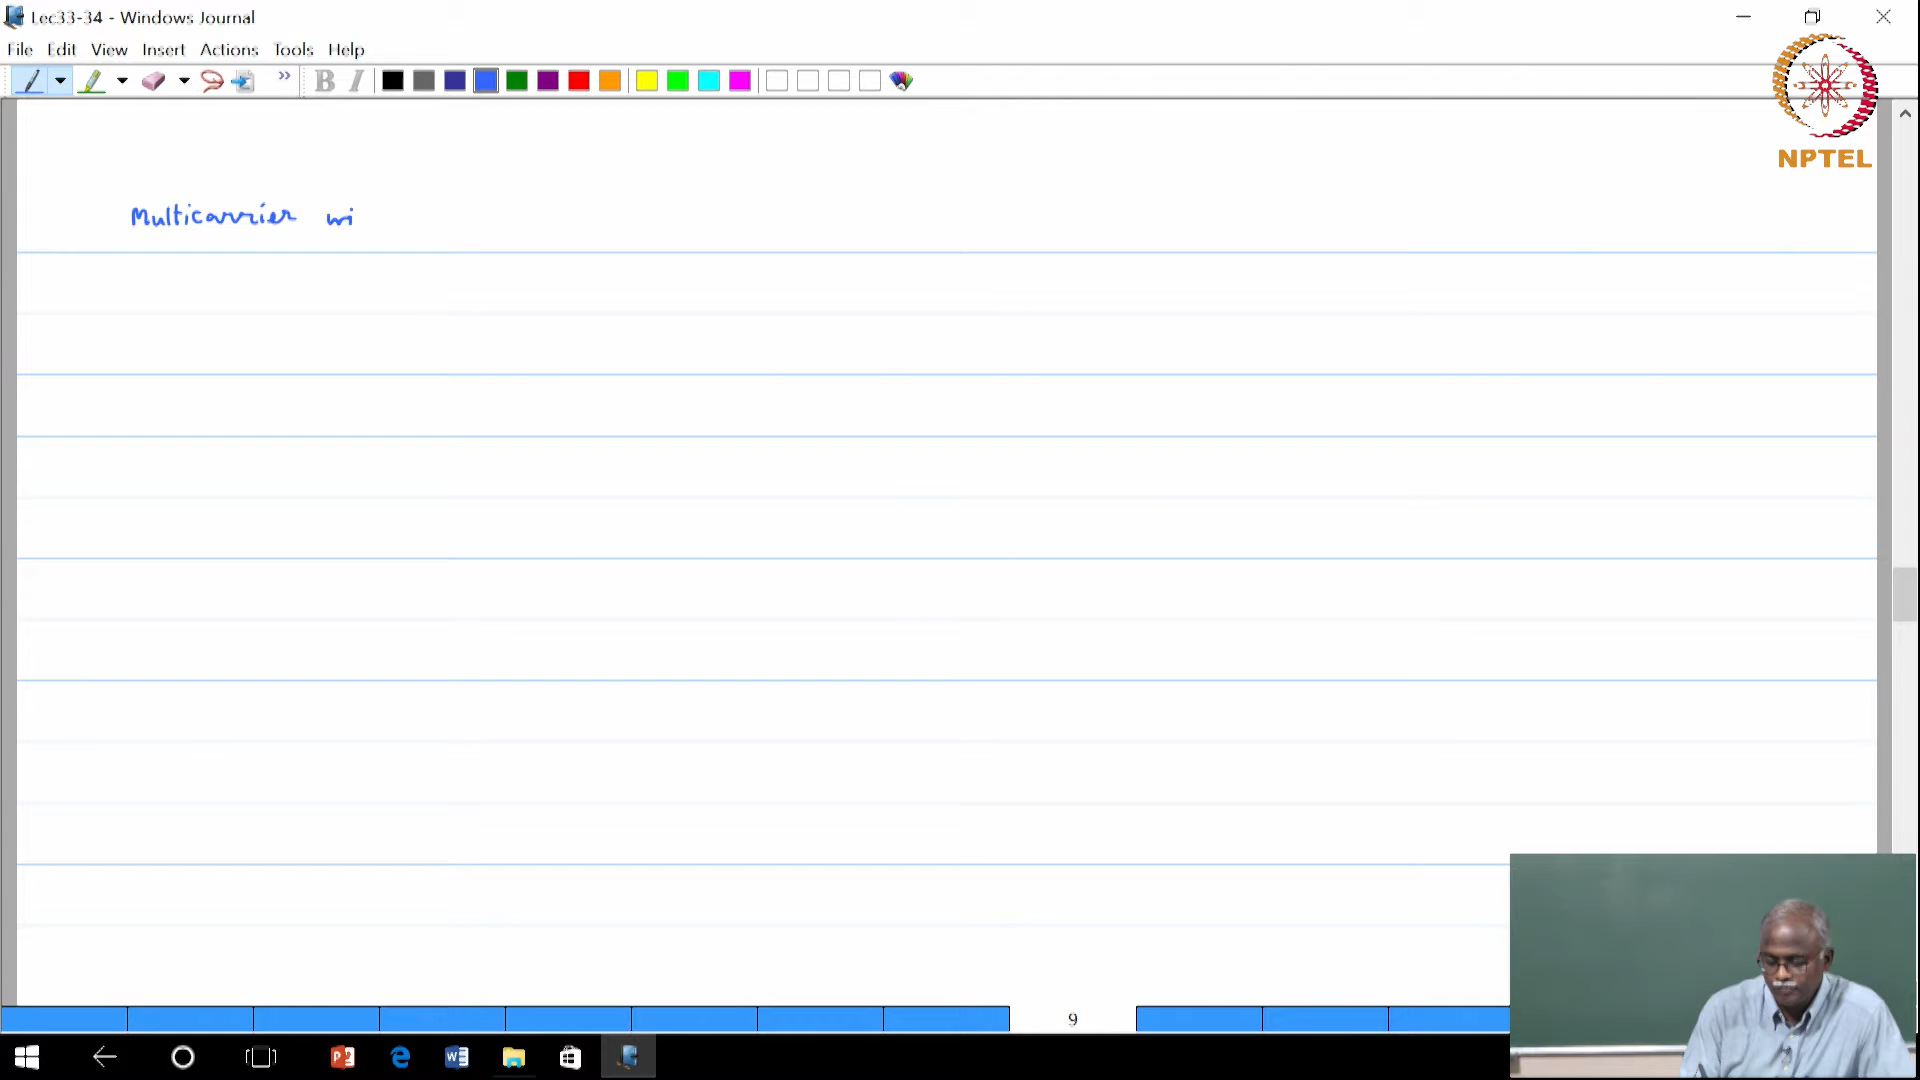 Lec33-34 - Windows Journal
File Edit View Insert Actions Tools Help
B I
NPTEL
Multicarrier wi
9